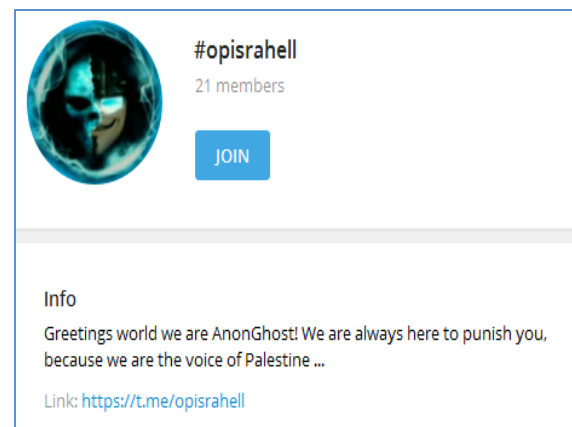 #opisrahell
21 members
JOIN
Info
Greetings world we are AnonGhost! We are always here to punish you,
because we are the voice of Palestine ...
Link: https://t.me/opisrahell